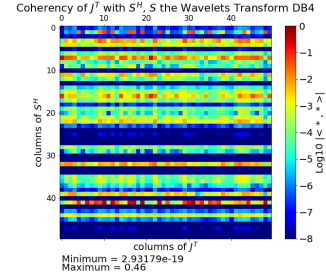 Coherency of J^T with S^H, S the Wavelets Transform DB4
0 10 20 30 40
0
10
20
30
40
columns of S^H
columns of J^T
0
−1
−2
−3
−4
−5
−6
−7
−8
Log10 |< *, *>|
Minimum = 2.93179e-19
Maximum = 0.46